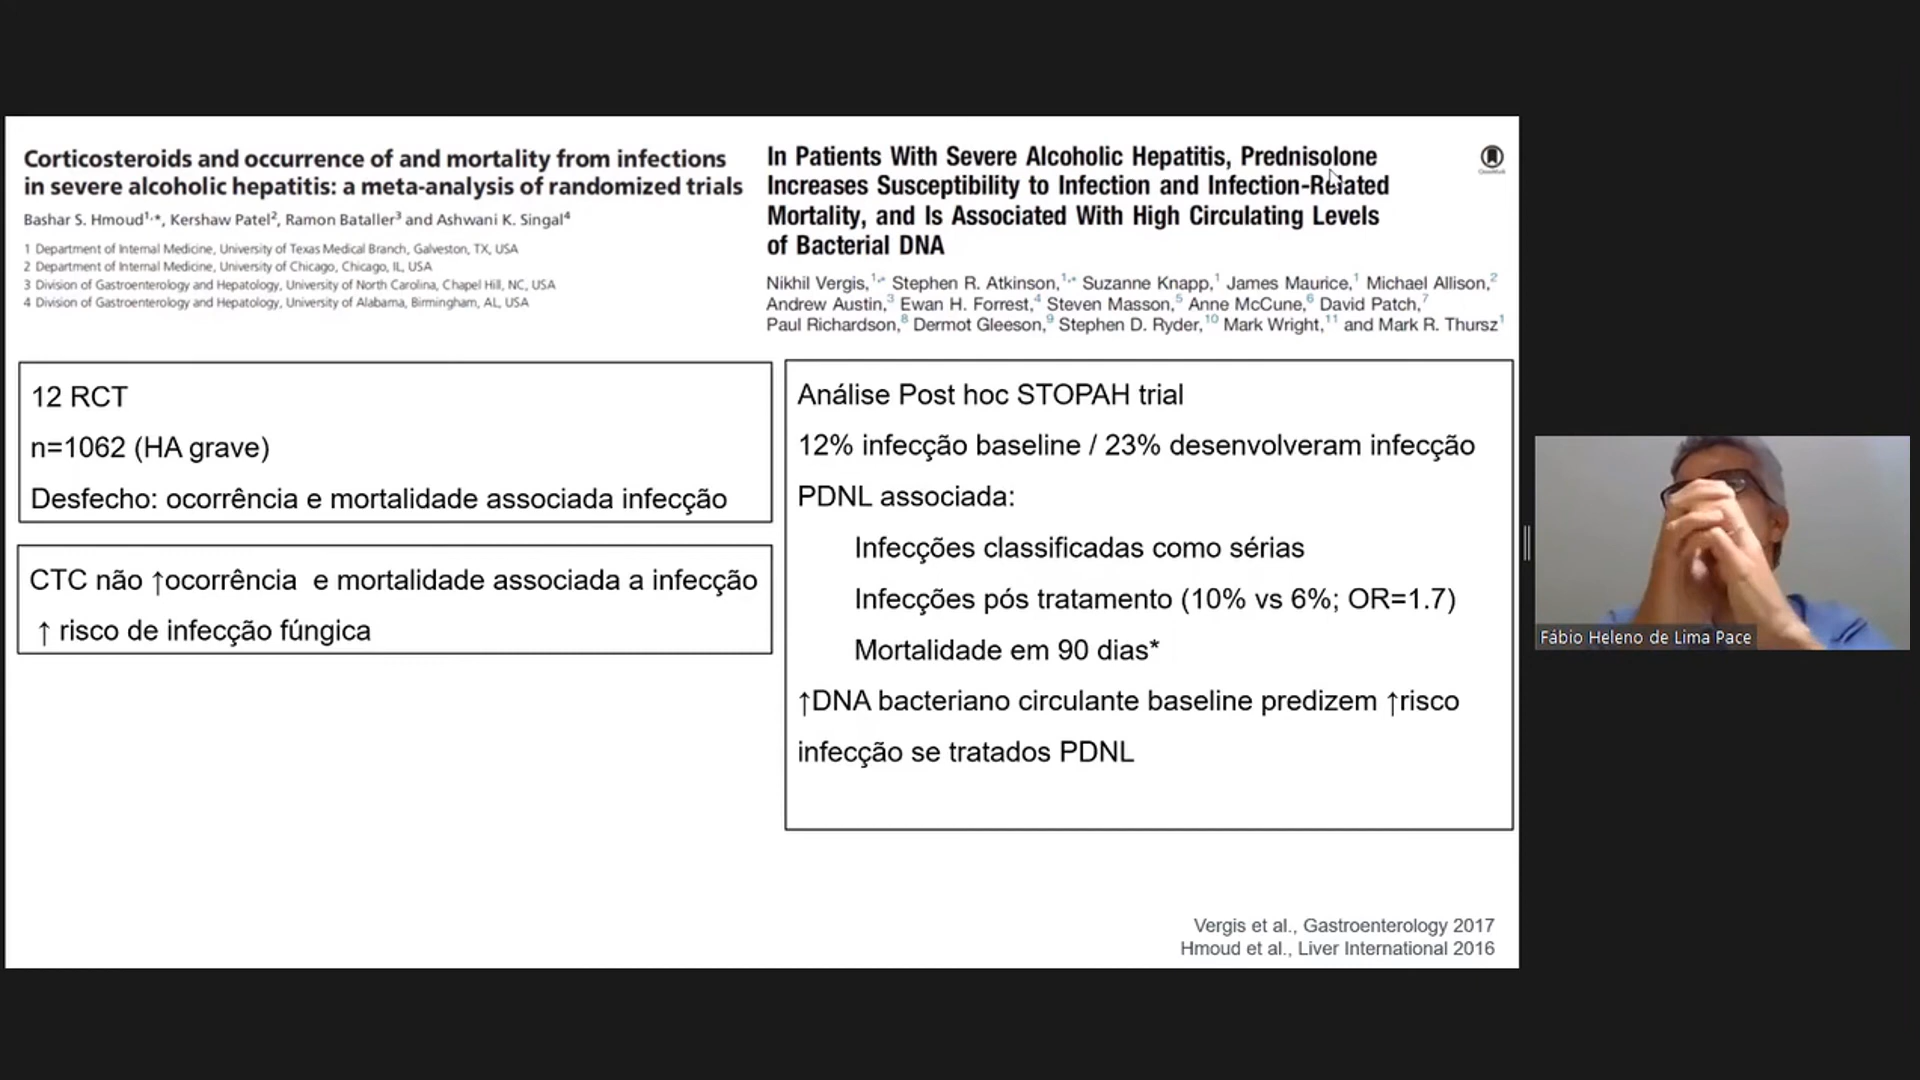 Corticosteroids and occurrence of and mortality from infections
in severe alcoholic hepatitis: a meta-analysis of randomized trials
Bashar S. Hmoud1,*, Kershaw Patel2, Ramon Bataller3 and Ashwani K. Singal4
1 Department of Internal Medicine, University of Texas Medical Branch, Galveston, TX, USA
2 Department of Internal Medicine, University of Chicago, Chicago, IL, USA
3 Division of Gastroenterology and Hepatology, University of North Carolina, Chapel Hill, NC, USA
4 Division of Gastroenterology and Hepatology, University of Alabama, Birmingham, AL, USA
12 RCT
n=1062 (HA grave)
Desfecho: ocorrência e mortalidade associada infecção
CTC não ↑ocorrência e mortalidade associada a infecção
↑ risco de infecção fúngica
In Patients With Severe Alcoholic Hepatitis, Prednisolone
Increases Susceptibility to Infection and Infection-Related
Mortality, and Is Associated With High Circulating Levels
of Bacterial DNA
Nikhil Vergis,1,* Stephen R. Atkinson,1,* Suzanne Knapp,1 James Maurice,1 Michael Allison,2
Andrew Austin,3 Ewan H. Forrest,4 Steven Masson,5 Anne McCune,6 David Patch,7
Paul Richardson,8 Dermot Gleeson,9 Stephen D. Ryder,10 Mark Wright,11 and Mark R. Thursz1
Análise Post hoc STOPAH trial
12% infecção baseline / 23% desenvolveram infecção
PDNL associada:
Infecções classificadas como sérias
Infecções pós tratamento (10% vs 6%; OR=1.7)
Mortalidade em 90 dias*
↑DNA bacteriano circulante baseline predizem ↑risco
infecção se tratados PDNL
Vergis et al., Gastroenterology 2017
Hmoud et al., Liver International 2016
Fábio Heleno de Lima Pace